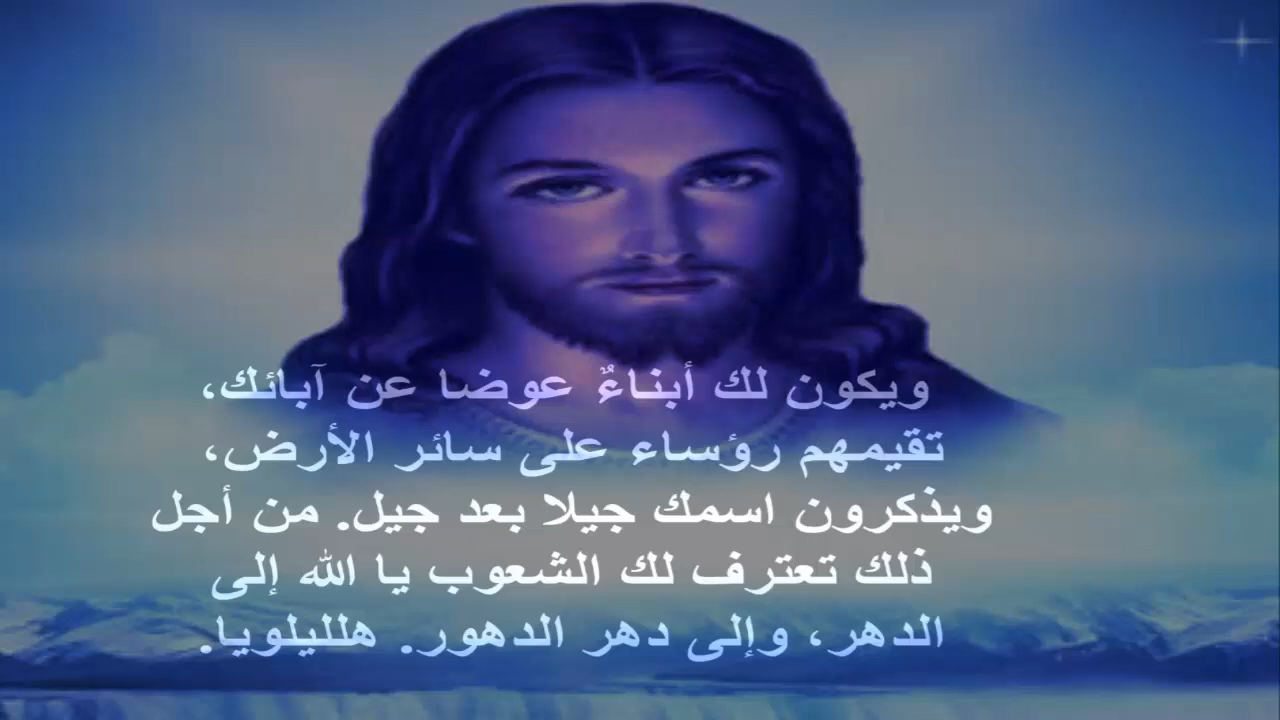 ويكون لك أبناءٌ عوضا عن آبائك،
تقيمهم رؤساء على سائر الأرض،
ويذكرون اسمك جيلا بعد جيل. من أجل
ذلك تعترف لك الشعوب يا الله إلى
الدهر، وإلى دهر الدهور. هلليلويا.